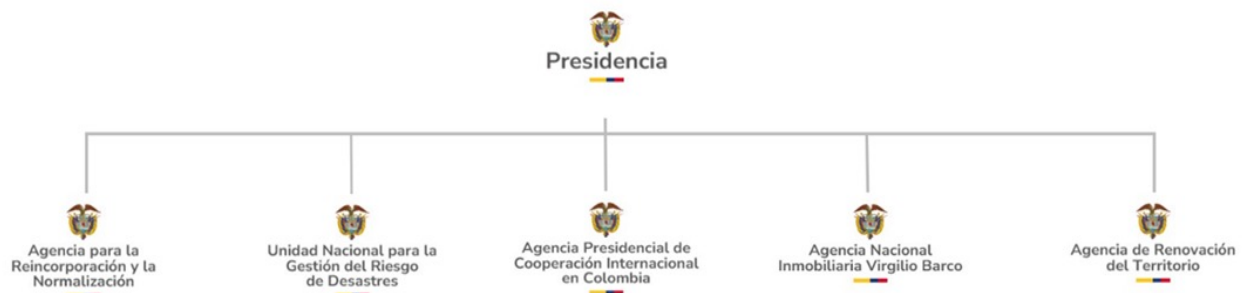 Presidencia
Agencia para la
Reincorporación y la
Normalización
Unidad Nacional para la
Gestión del Riesgo
de Desastres
Agencia Presidencial de
Cooperación Internacional
en Colombia
Agencia Nacional
Inmobiliaria Virgilio Barco
Agencia de Renovación
del Territorio